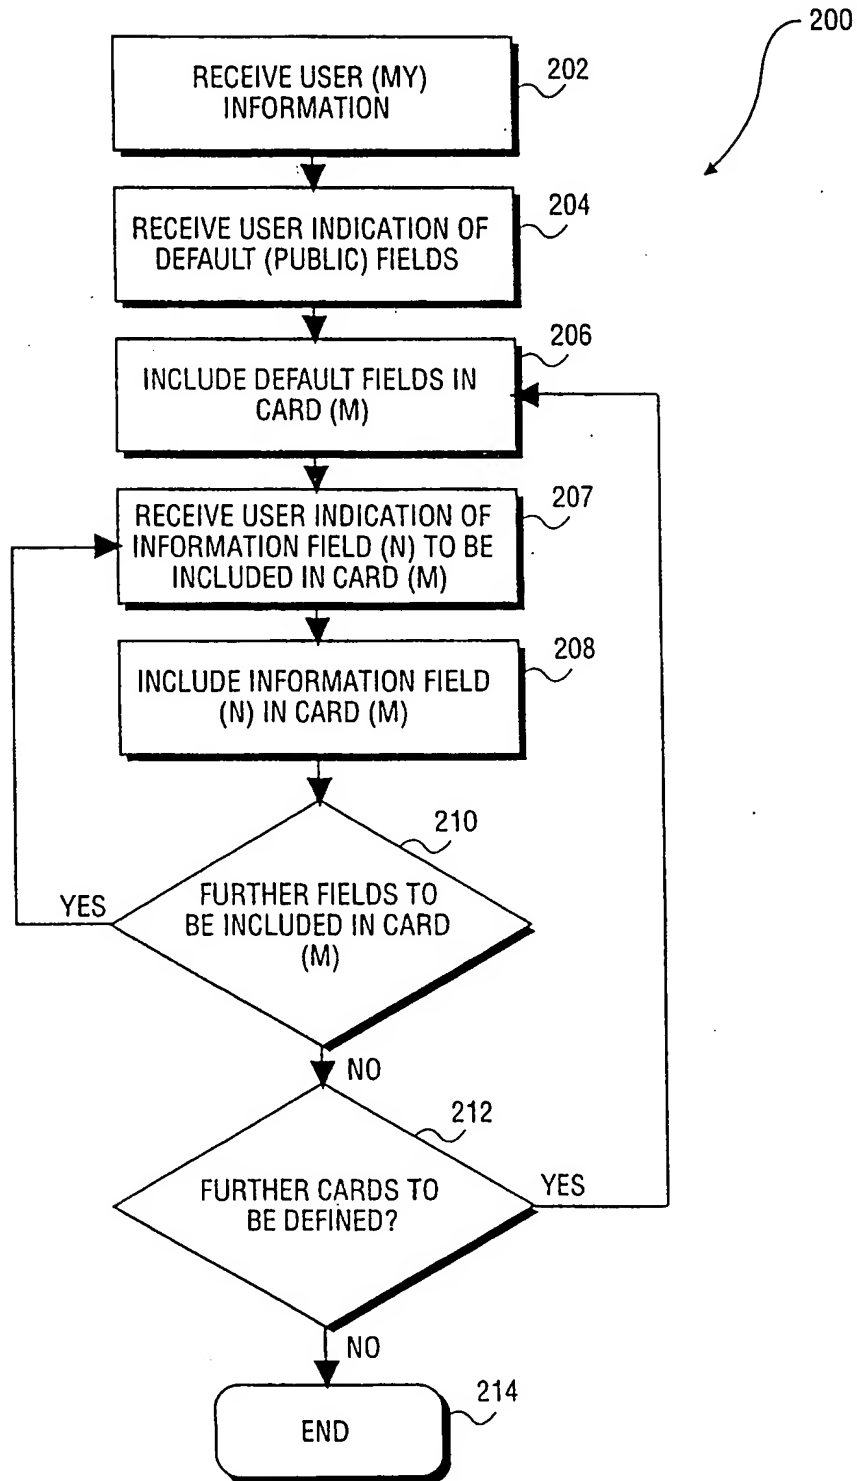 200
RECEIVE USER (MY)
INFORMATION
202
RECEIVE USER INDICATION OF
DEFAULT (PUBLIC) FIELDS
204
INCLUDE DEFAULT FIELDS IN
CARD (M)
206
RECEIVE USER INDICATION OF
INFORMATION FIELD (N) TO BE
INCLUDED IN CARD (M)
207
INCLUDE INFORMATION FIELD
(N) IN CARD (M)
208
210
FURTHER FIELDS TO
BE INCLUDED IN CARD
(M)
YES
NO
212
FURTHER CARDS TO
BE DEFINED?
YES
NO
END
214